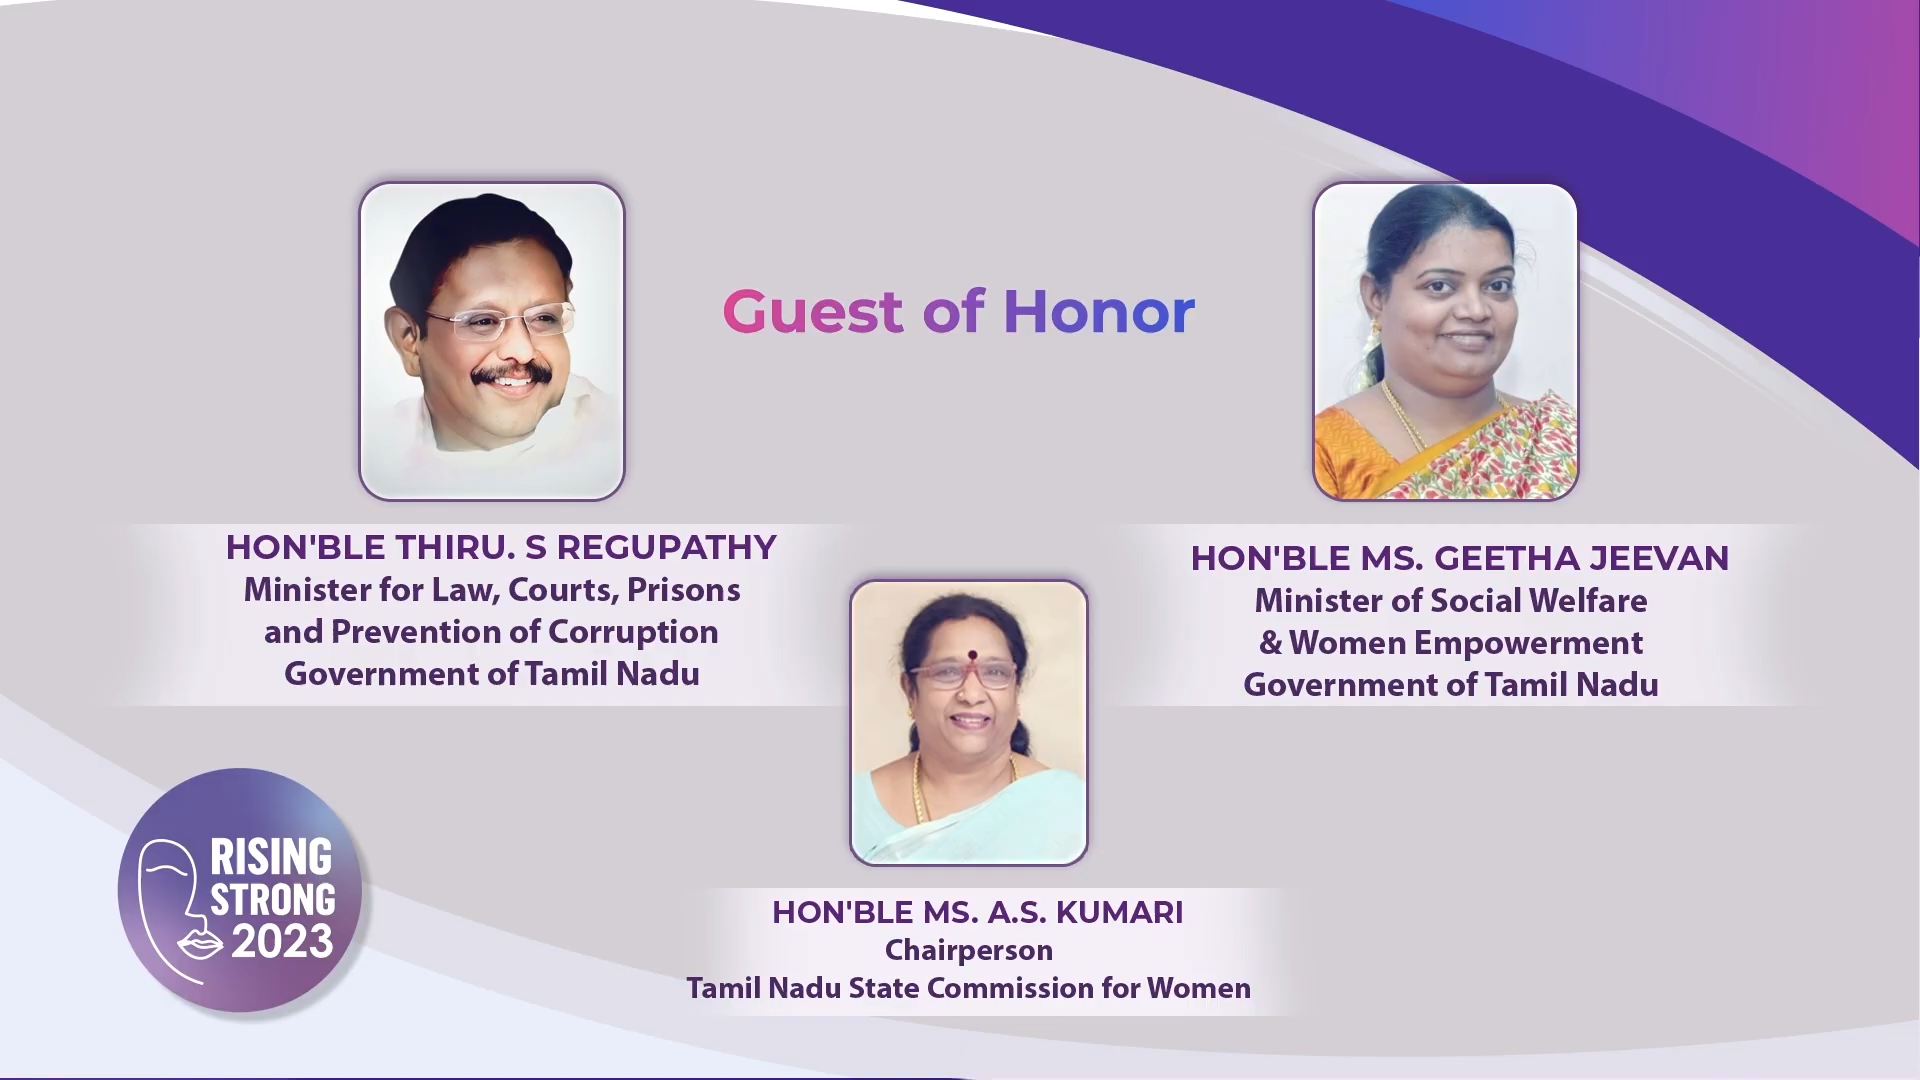 Guest of Honor
HON'BLE THIRU. S REGUPATHY
Minister for Law, Courts, Prisons
and Prevention of Corruption
Government of Tamil Nadu
HON'BLE MS. GEETHA JEEVAN
Minister of Social Welfare
& Women Empowerment
Government of Tamil Nadu
HON'BLE MS. A.S. KUMARI
Chairperson
Tamil Nadu State Commission for Women
RISING
STRONG
2023